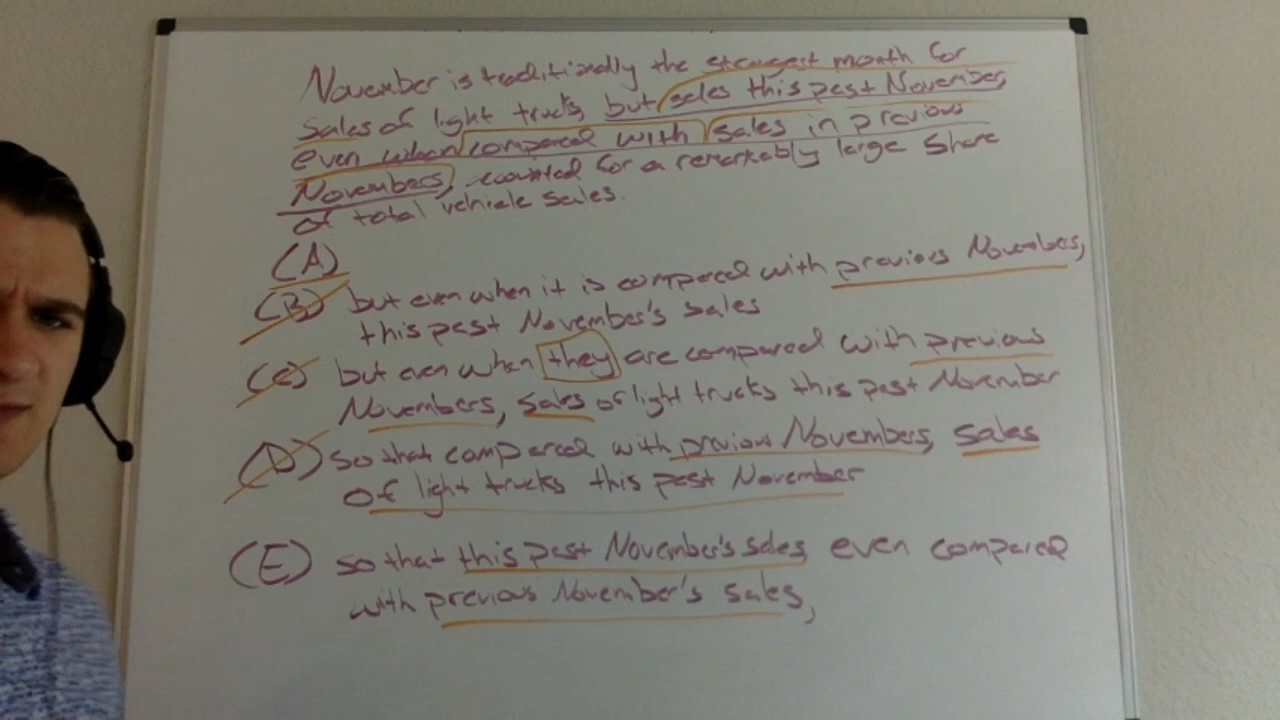 November is traditionally the strongest month for
sales of light trucks, but sales this past November,
even when compared with sales in previous
Novembers, accounted for a remarkably large share
of total vehicle sales.
(A)
(B) but even when it is compared with previous Novembers,
this past November's sales
(C) but even when they are compared with previous
Novembers, sales of light trucks this past November
(D) so that compared with previous Novembers, sales
of light trucks this past November
(E) so that this past November's sales, even compared
with previous November's sales,